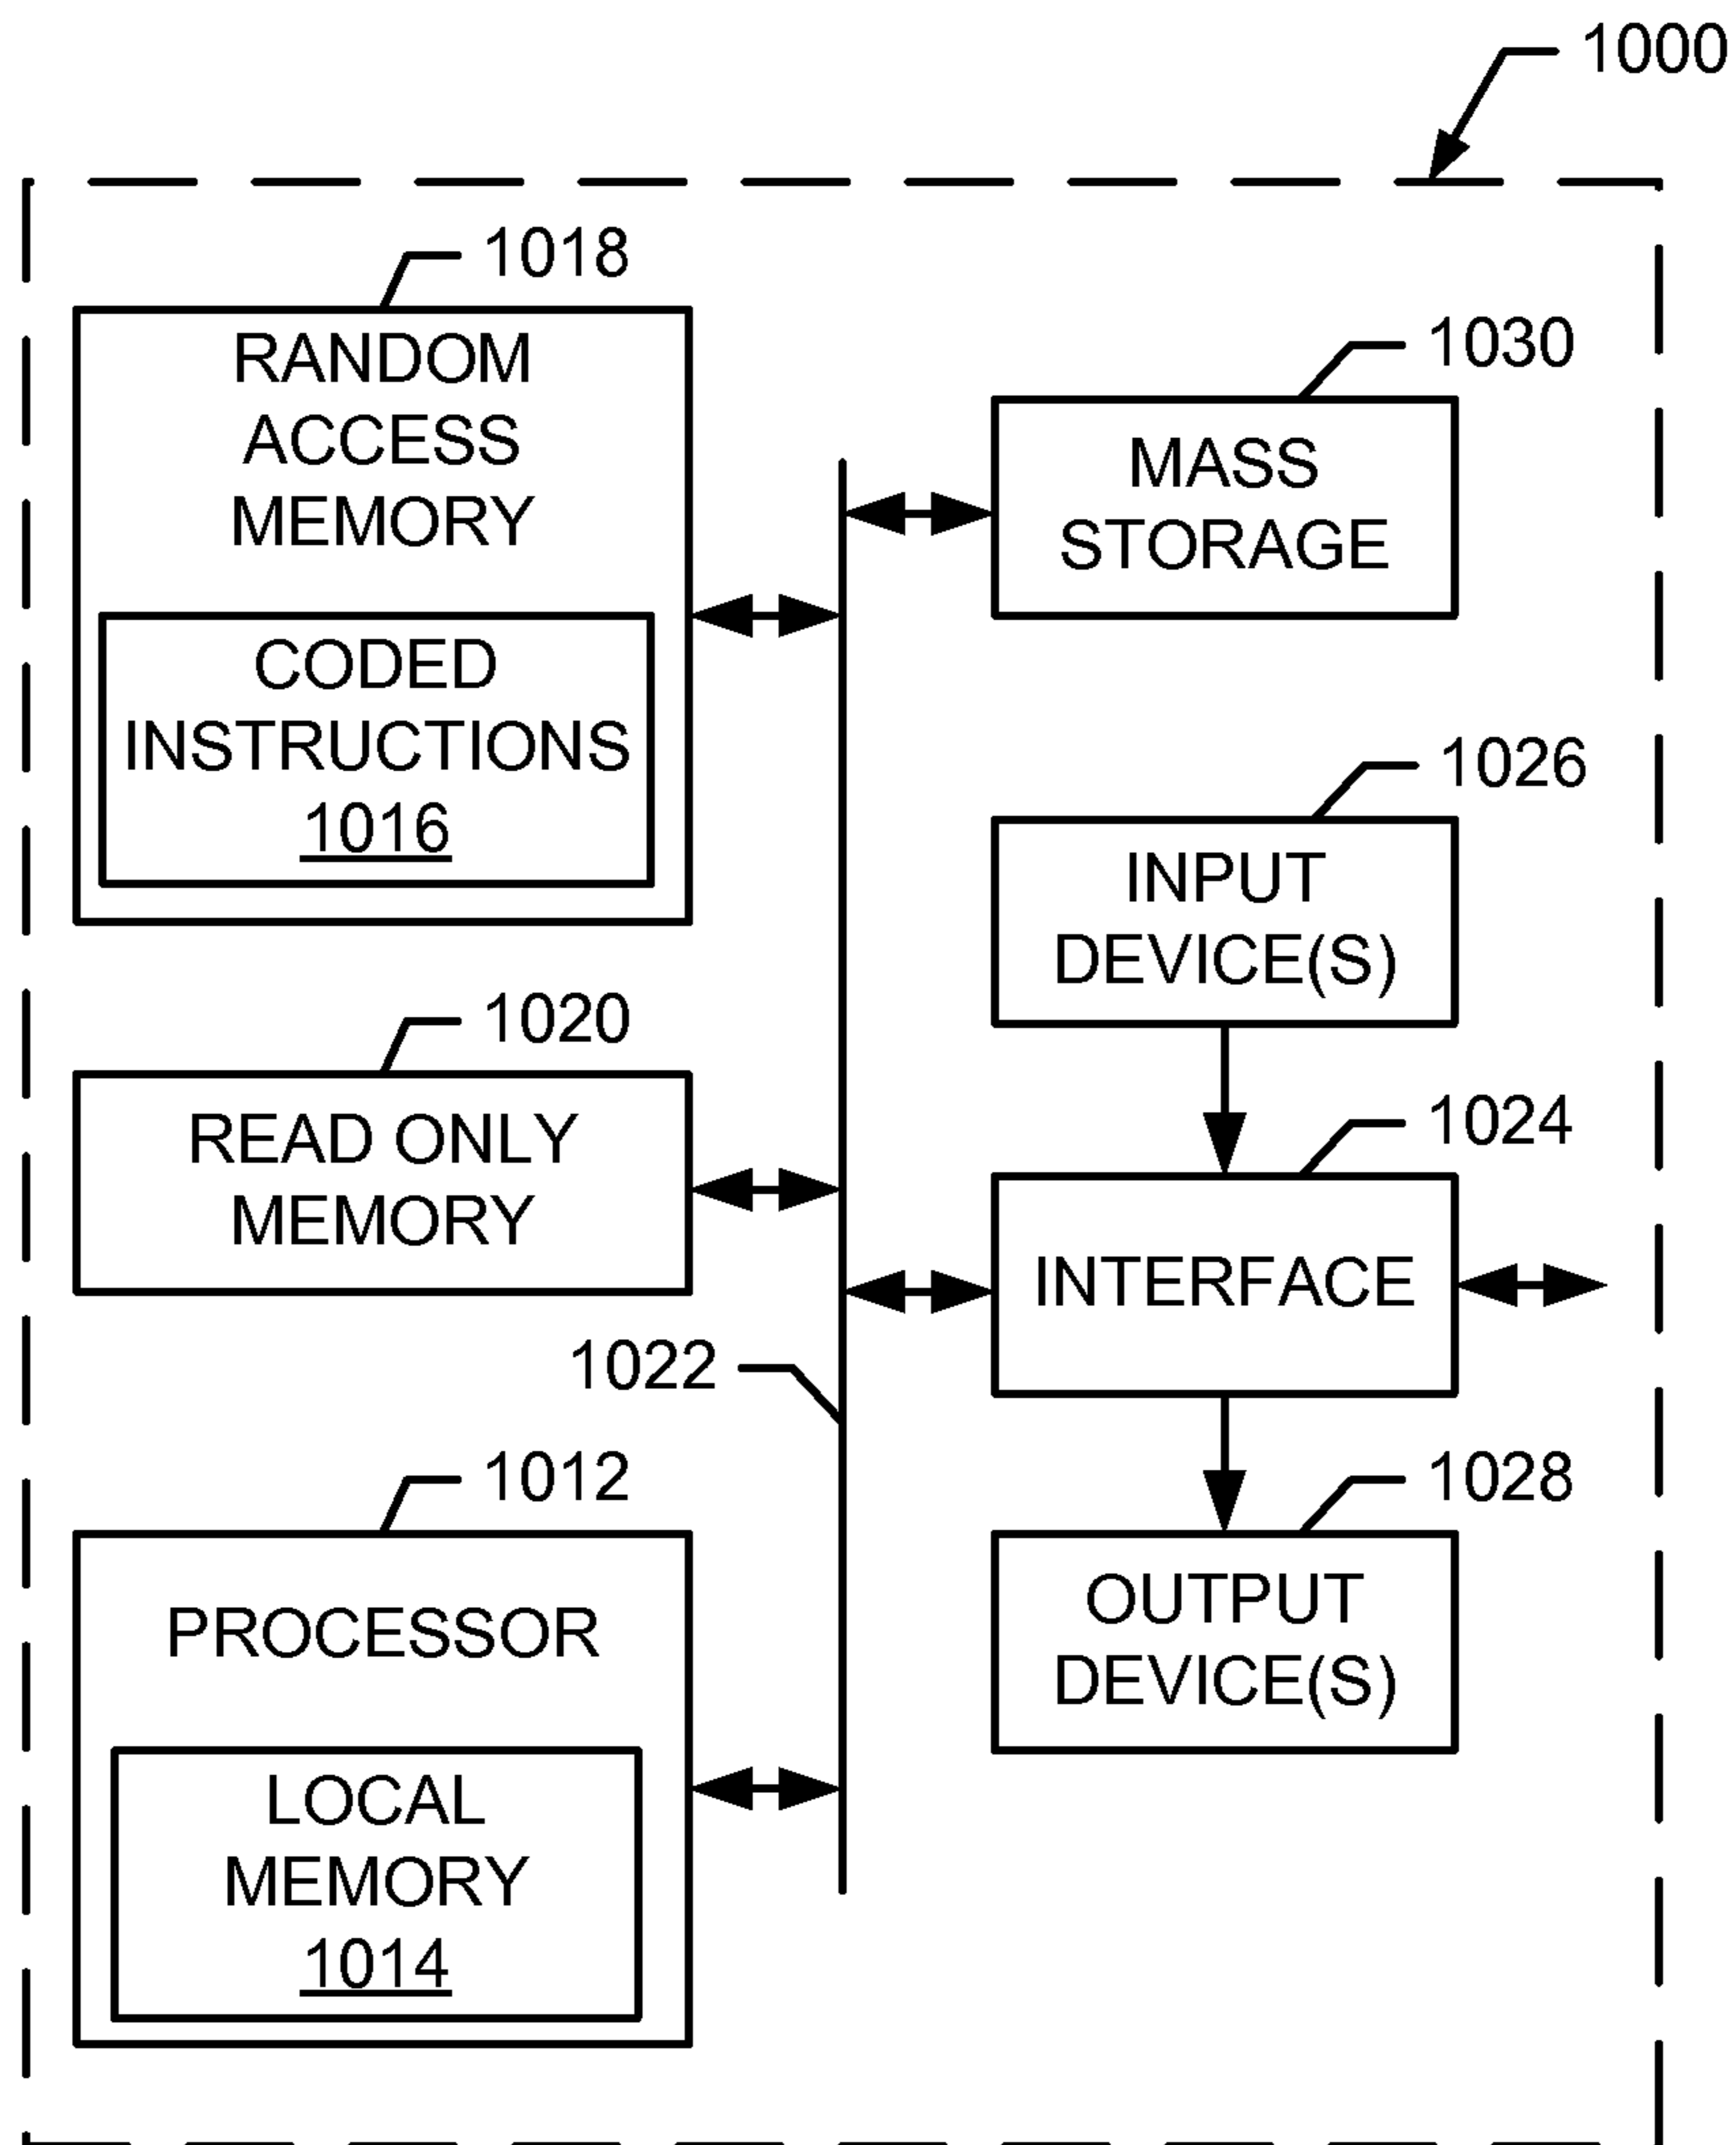 1000
1018
RANDOM
ACCESS
MEMORY
CODED
INSTRUCTIONS
1016
1030
MASS
STORAGE
1026
INPUT
DEVICE(S)
1020
READ ONLY
MEMORY
1024
INTERFACE
1022
1012
PROCESSOR
LOCAL
MEMORY
1014
1028
OUTPUT
DEVICE(S)